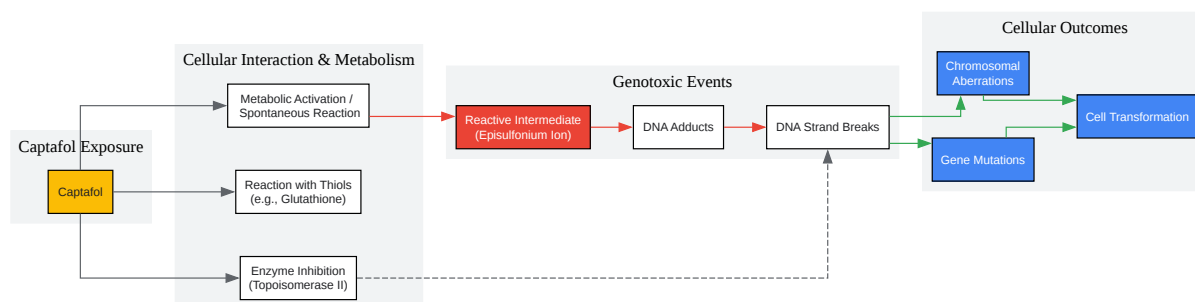 Captafol Exposure
Captafol
Cellular Interaction & Metabolism
Metabolic Activation /
Spontaneous Reaction
Reaction with Thiols
(e.g., Glutathione)
Enzyme Inhibition
(Topoisomerase II)
Genotoxic Events
Reactive Intermediate
(Episulfonium Ion)
DNA Adducts
DNA Strand Breaks
Cellular Outcomes
Chromosomal
Aberrations
Gene Mutations
Cell Transformation